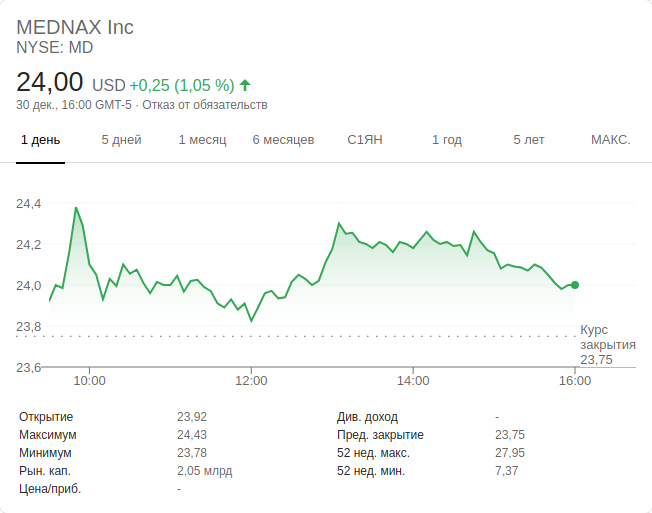 MEDNAX Inc
NYSE: MD
24,00 USD +0,25 (1,05 %)
30 дек., 16:00 GMT-5 · Отказ от обязательств
1 день 5 дней 1 месяц 6 месяцев С1ЯН 1 год 5 лет МАКС.
24,4
24,2
24,0
23,8
23,6
Курс
закрытия
23,75
10:00 12:00 14:00 16:00
Открытие 23,92 Див. доход -
Максимум 24,43 Пред. закрытие 23,75
Минимум 23,78 52 нед. макс. 27,95
Рын. кап. 2,05 млрд 52 нед. мин. 7,37
Цена/приб. -